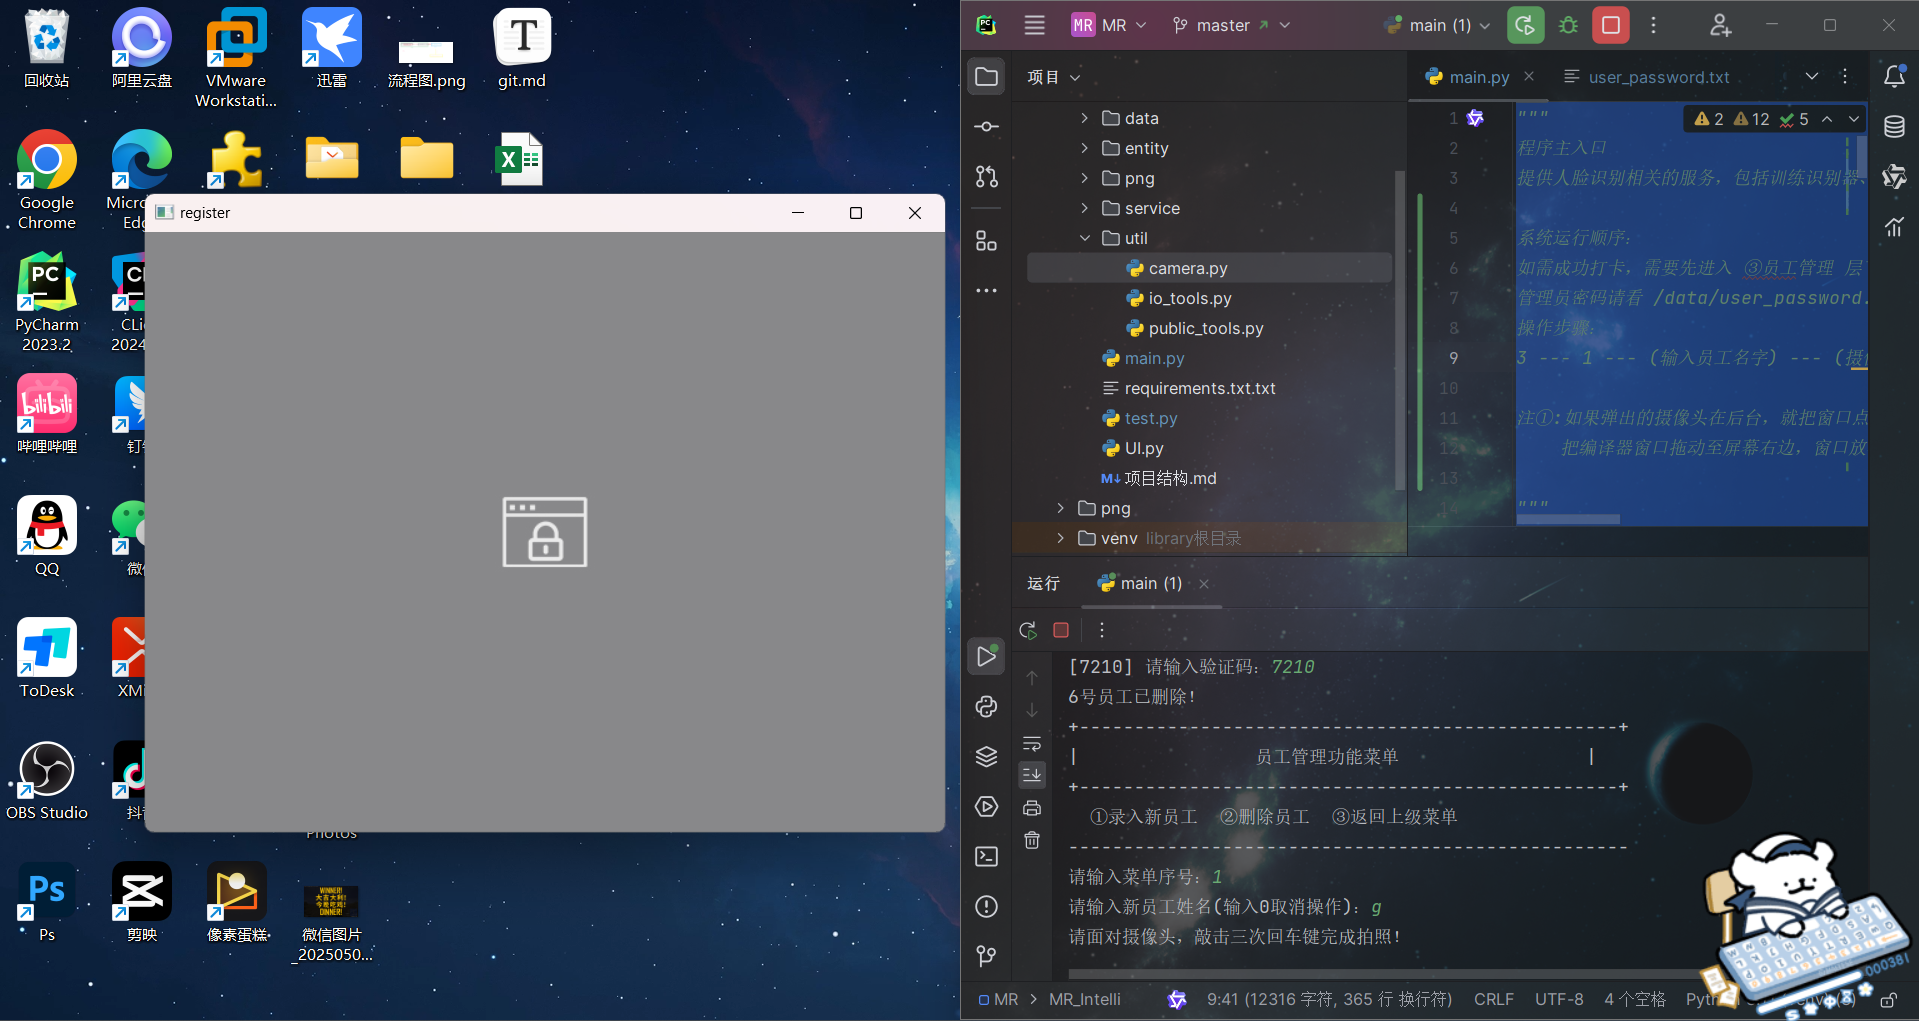 回收站
阿里云盘
VMware
Workstati...
迅雷
流程图.png
git.md
Google
Chrome
PyCharm
2023.2
哔哩哔哩
QQ
ToDesk
OBS Studio
Photos
Ps
剪映
像素蛋糕
微信图片
_2025050...
register
MR MR
master
main (1)
项目
main.py
user_password.txt
data
entity
png
service
util
camera.py
io_tools.py
public_tools.py
main.py
requirements.txt.txt
test.py
UI.py
M↓ 项目结构.md
png
venv library根目录
2 12 5
1 """
2 程序主入口
3 提供人脸识别相关的服务，包括训练识别器、
4
5 系统运行顺序：
6 如需成功打卡，需要先进入 ③员工管理 层
7 管理员密码请看 /data/user_password.
8 操作步骤：
9 3 --- 1 --- (输入员工名字) --- (摄
10
11 注①:如果弹出的摄像头在后台，就把窗口点
12 把编译器窗口拖动至屏幕右边，窗口放
13
14 """
运行
main (1)
[7210] 请输入验证码：7210
6号员工已删除！
员工管理功能菜单
①录入新员工 ②删除员工 ③返回上级菜单
请输入菜单序号：1
请输入新员工姓名(输入0取消操作)：g
请面对摄像头，敲击三次回车键完成拍照！
MR > MR_Intelli
9:41 (12316 字符, 365 行 换行符)
CRLF
UTF-8
4 个空格